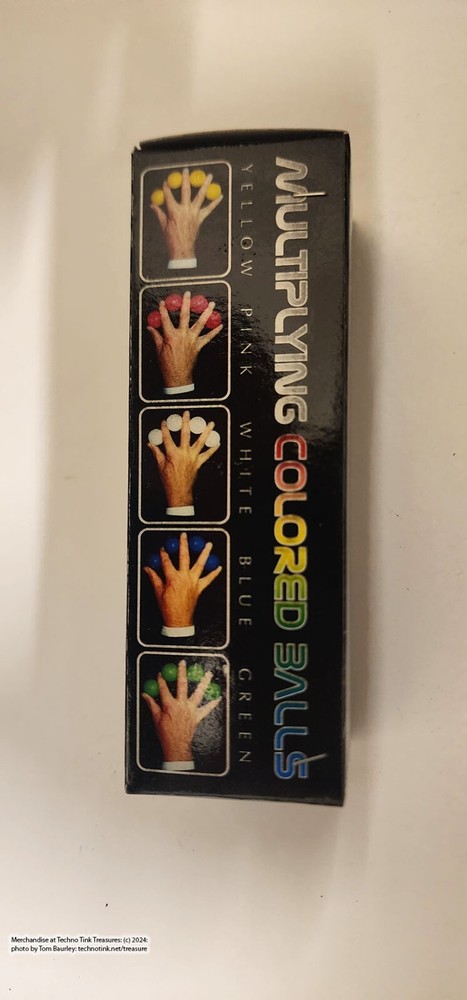 MULTIPLYING COLORED BALLS
YELLOW PINK WHITE BLUE GREEN
Merchandise at Techno Tink Treasures: (c) 2024:
photo by Tom Baurley: technotink.net/treasure